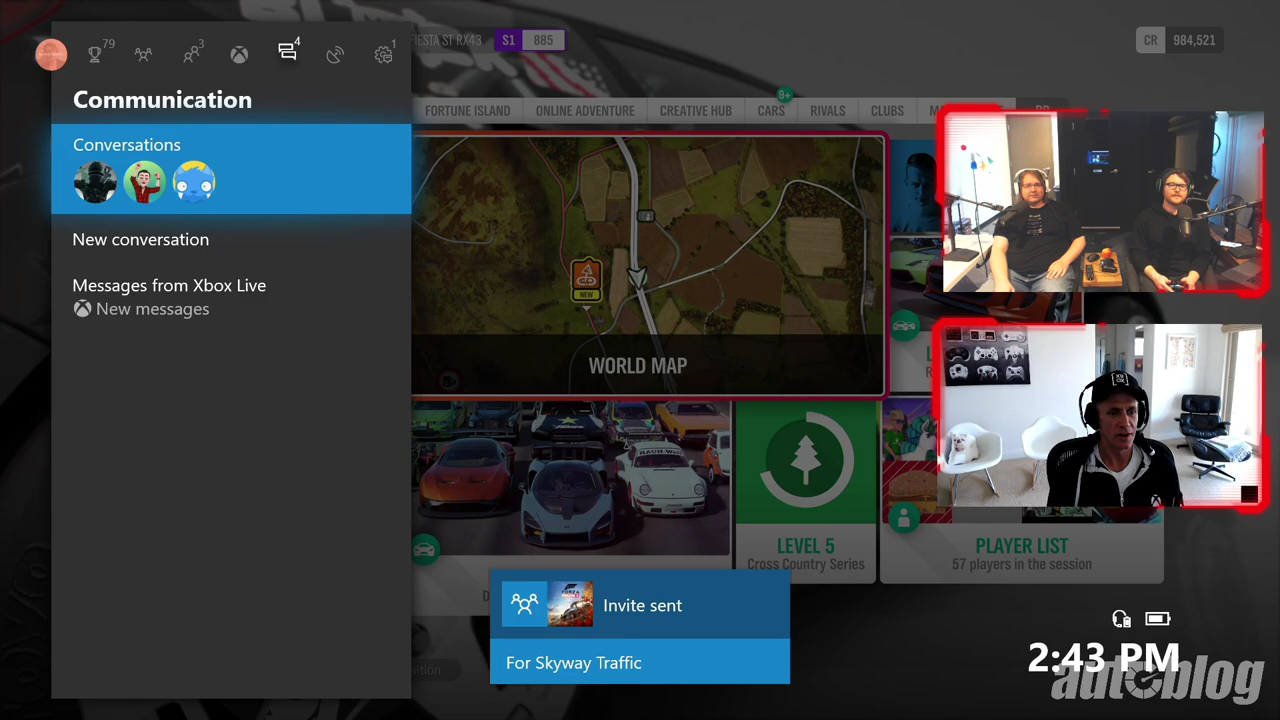 79
3
4
1
Communication
Conversations
New conversation
Messages from Xbox Live
New messages
FIESTA ST RX43
S1
885
CR
984,521
FORTUNE ISLAND
ONLINE ADVENTURE
CREATIVE HUB
CARS
9+
RIVALS
CLUBS
NEW
WORLD MAP
LEVEL 5
Cross Country Series
PLAYER LIST
57 players in the session
FORZA
Invite sent
For Skyway Traffic
2:43 PM
autoblog